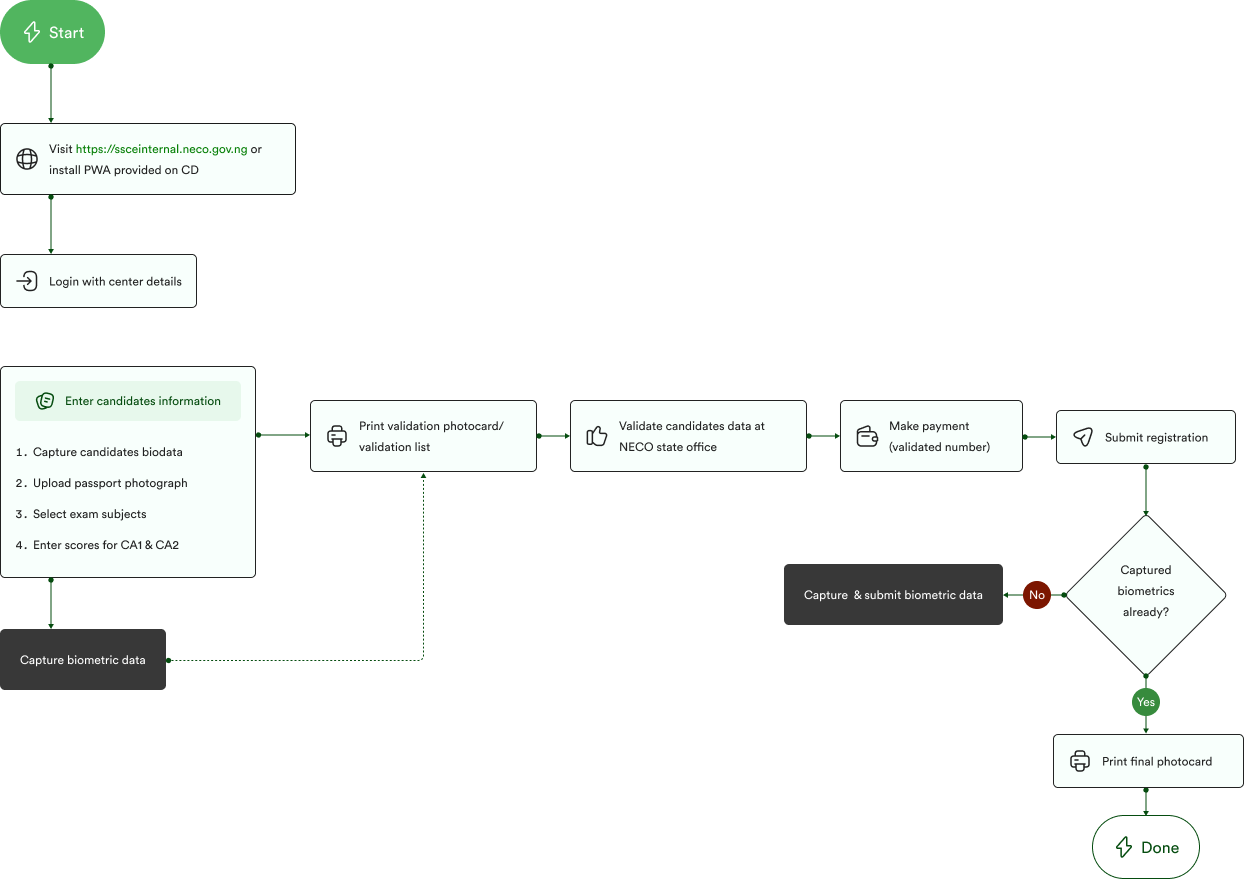 Start
Visit https://ssceinternal.neco.gov.ng or
install PWA provided on CD
Login with center details
Enter candidates information
1. Capture candidates biodata
2. Upload passport photograph
3. Select exam subjects
4. Enter scores for CA1 & CA2
Capture biometric data
Print validation photocard/
validation list
Validate candidates data at
NECO state office
Make payment
(validated number)
Submit registration
Captured
biometrics
already?
No
Capture & submit biometric data
Yes
Print final photocard
Done